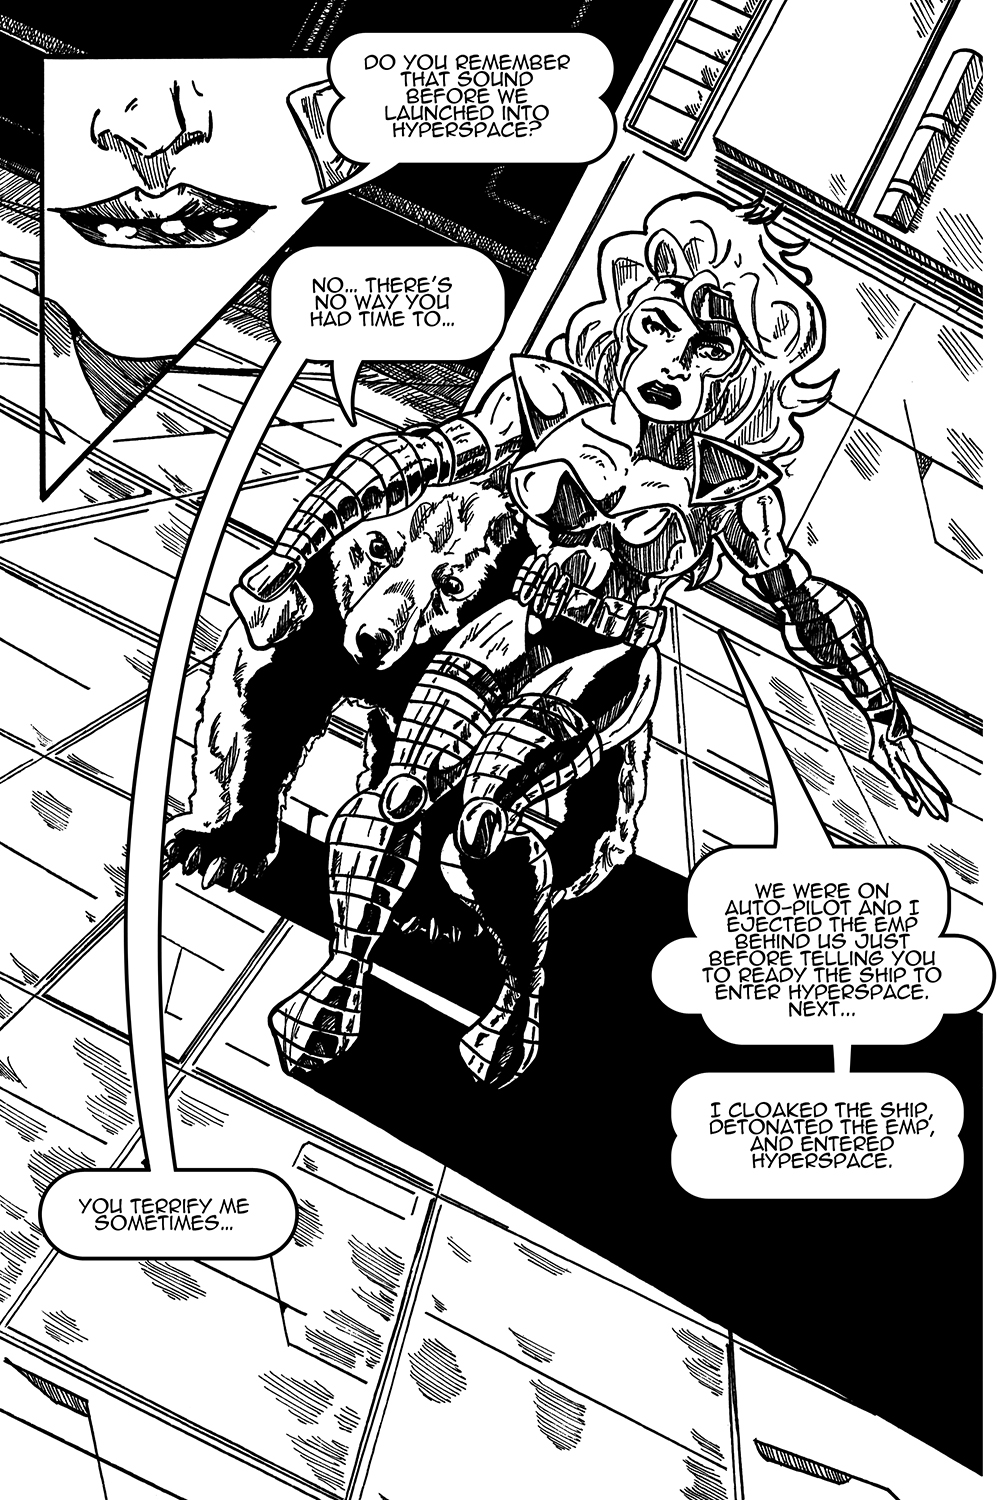 DO YOU REMEMBER
THAT SOUND
BEFORE WE
LAUNCHED INTO
HYPERSPACE?
NO... THERE'S
NO WAY YOU
HAD TIME TO...
WE WERE ON
AUTO-PILOT AND I
EJECTED THE EMP
BEHIND US JUST
BEFORE TELLING YOU
TO READY THE SHIP TO
ENTER HYPERSPACE.
NEXT...
I CLOAKED THE SHIP,
DETONATED THE EMP,
AND ENTERED
HYPERSPACE.
YOU TERRIFY ME
SOMETIMES...